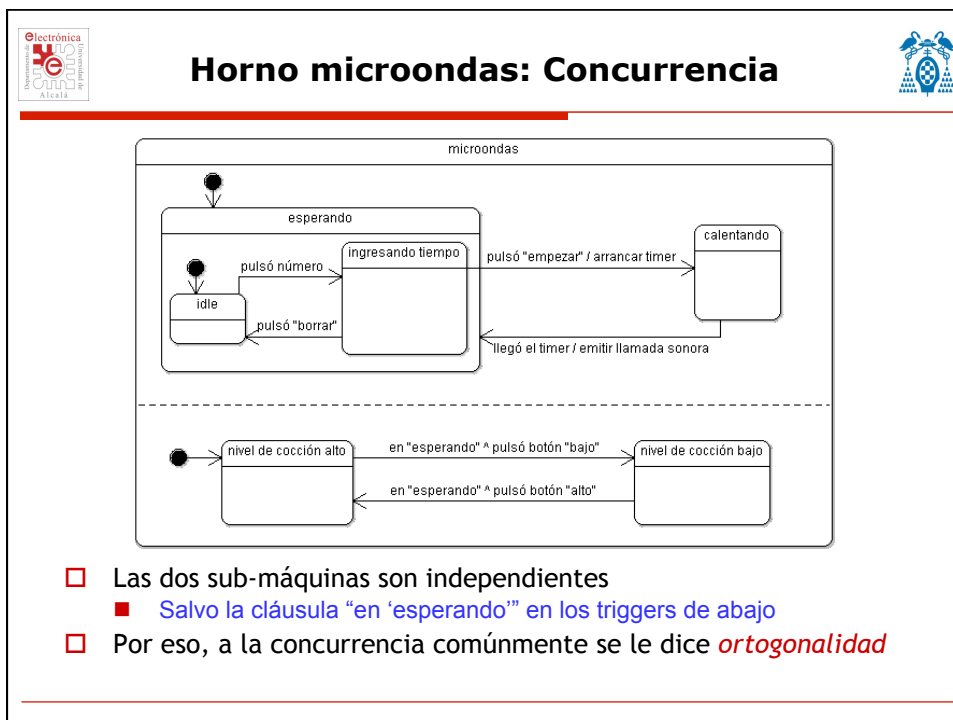 electrónica
Departamento de
Universidad de
Alcalá
Horno microondas: Concurrencia
microondas
esperando
calentando
ingresando tiempo
pulsó "empezar" / arrancar timer
pulsó número
idle
pulsó "borrar"
llegó el timer / emitir llamada sonora
nivel de cocción alto
en "esperando" ^ pulsó botón "bajo"
nivel de cocción bajo
en "esperando" ^ pulsó botón "alto"
Las dos sub-máquinas son independientes
Salvo la cláusula “en ‘esperando’” en los triggers de abajo
Por eso, a la concurrencia comúnmente se le dice ortogonalidad